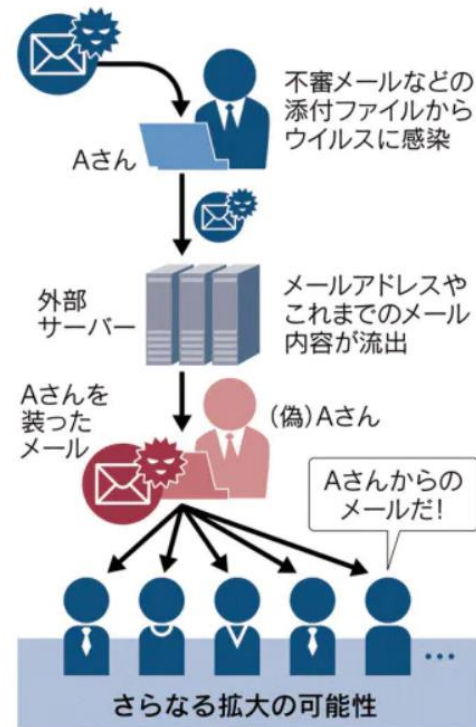 不審メールなどの
添付ファイルから
ウイルスに感染
Aさん
外部
サーバー
メールアドレスや
これまでのメール
内容が流出
Aさんを
装った
メール
(偽)Aさん
Aさんからの
メールだ!
…
さらなる拡大の可能性